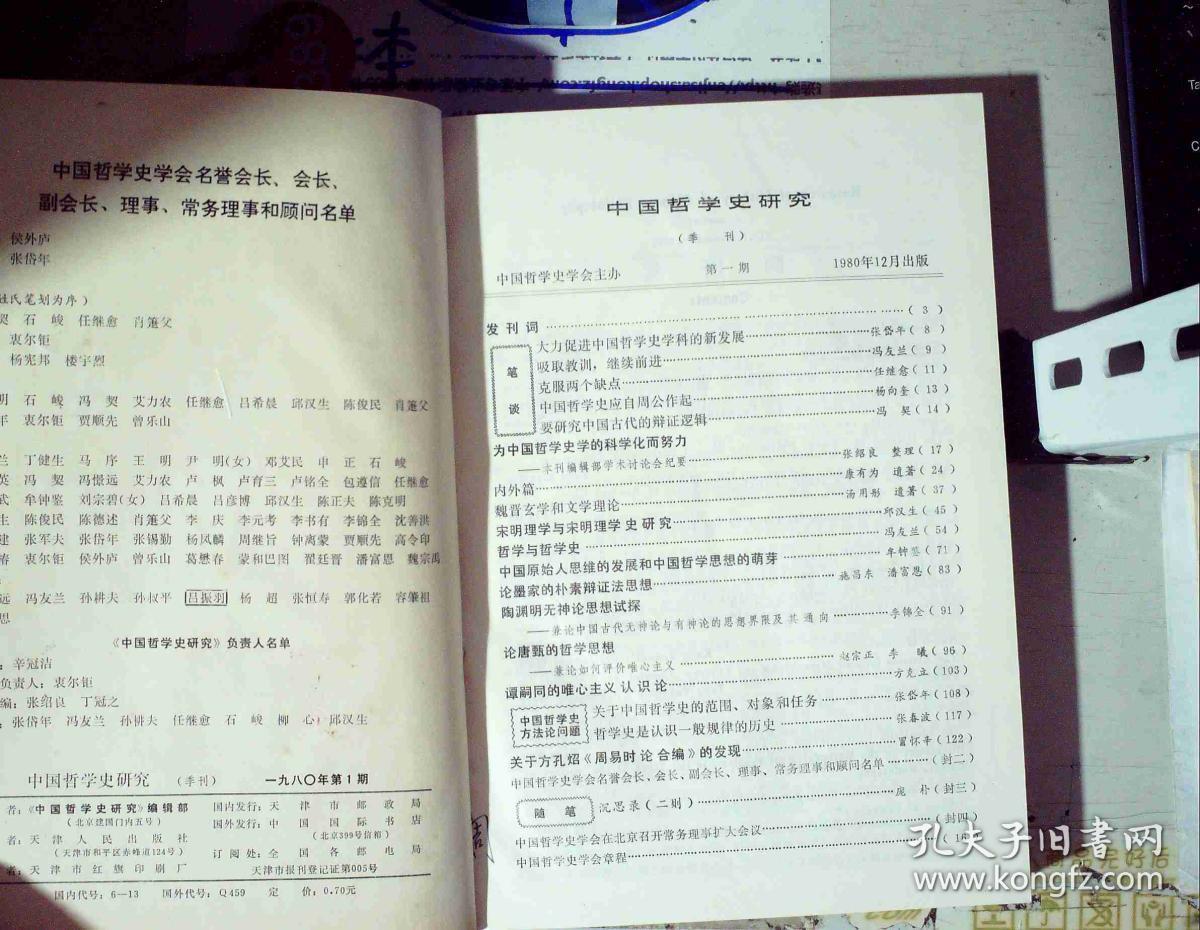 本
中国哲学史学会名誉会长、会长、
副会长、理事、常务理事和顾问名单
侯外庐
张岱年
姓氏笔划为序）
契 石 峻 任继愈 肖萐父
衷尔钜
杨宪邦 楼宇烈
明 石 峻 冯 契 艾力农 任继愈 吕希晨 邱汉生 陈俊民 肖萐父
年 衷尔钜 贾顺先 曾乐山
兰 丁健生 马 序 王 明 尹 明(女) 邓艾民 申 正 石 峻
英 冯 契 冯憬远 艾力农 卢 枫 卢育三 卢铭全 包遵信 任继愈
武 牟钟鉴 刘宗碧(女) 吕希晨 吕彦博 邱汉生 陈正夫 陈克明
生 陈俊民 陈德述 肖萐父 李 庆 李元考 李书有 李锦全 沈善洪
建 张军夫 张岱年 张锡勤 杨凤麟 周继旨 钟离蒙 贾顺先 高令印
春 衷尔钜 侯外庐 曾乐山 葛懋春 蒙和巴图 翟廷晋 潘富恩 魏宗禹
远 冯友兰 孙耕夫 孙叔平 吕振羽 杨 超 张恒寿 郭化若 容肇祖
思
《中国哲学史研究》负责人名单
：辛冠洁
负责人：衷尔钜
编：张绍良 丁冠之
：张岱年 冯友兰 孙耕夫 任继愈 石 峻 柳 心 邱汉生
中国哲学史研究 （季刊） 一九八〇年第1期
者：《中国哲学史研究》编辑部 国内发行：天津市邮政局
（北京建国门内五号） 国外发行：中国国际书店
者：天津人民出版社 （北京399号信箱）
（天津市和平区赤峰道124号） 订阅处：全国各邮电局
者：天津市红旗印刷厂 天津市报刊登记证第005号
国内代号：6—13 国外代号：Q459 定 价：0.70元
中国哲学史研究
（季 刊）
中国哲学史学会主办 第一期 1980年12月出版
发刊词……（3）
笔谈
大力促进中国哲学史学科的新发展……张岱年（8）
吸取教训，继续前进……冯友兰（9）
克服两个缺点……任继愈（11）
中国哲学史应自周公作起……杨向奎（13）
要研究中国古代的辩证逻辑……冯 契（14）
为中国哲学史学的科学化而努力
——本刊编辑部学术讨论会纪要……张绍良 整理（17）
内外篇……康有为 遗著（24）
魏晋玄学和文学理论……汤用彤 遗著（37）
宋明理学与宋明理学史研究……邱汉生（45）
哲学与哲学史……冯友兰（54）
中国原始人思维的发展和中国哲学思想的萌芽……牟钟鉴（71）
论墨家的朴素辩证法思想……施昌东 潘富恩（83）
陶渊明无神论思想试探
——兼论中国古代无神论与有神论的思想界限及其通向……李锦全（91）
论唐甄的哲学思想
——兼论如何评价唯心主义……赵宗正 李 曦（96）
谭嗣同的唯心主义认识论……方克立（103）
中国哲学史
方法论问题
关于中国哲学史的范围、对象和任务……张岱年（108）
哲学史是认识一般规律的历史……张春波（117）
关于方孔炤《周易时论合编》的发现……冒怀辛（122）
中国哲学史学会名誉会长、会长、副会长、理事、常务理事和顾问名单……（封二）
随笔 沉思录（二则）……庞 朴（封三）
中国哲学史学会在北京召开常务理事扩大会议……（封四）
中国哲学史学会章程……
孔夫子旧书网
www.kongfz.com